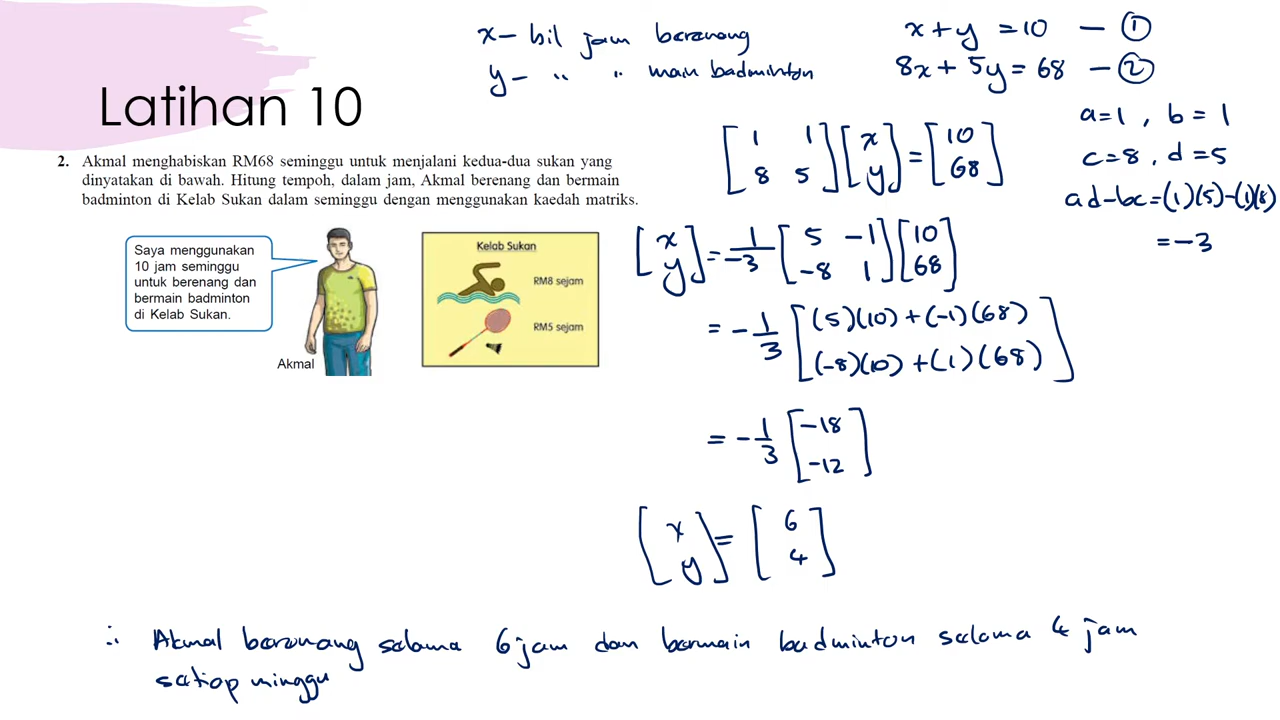 Latihan 10
2. Akmal menghabiskan RM68 seminggu untuk menjalani kedua-dua sukan yang
dinyatakan di bawah. Hitung tempoh, dalam jam, Akmal berenang dan bermain
badminton di Kelab Sukan dalam seminggu dengan menggunakan kaedah matriks.
Saya menggunakan
10 jam seminggu
untuk berenang dan
bermain badminton
di Kelab Sukan.
Akmal
Kelab Sukan
RM8 sejam
RM5 sejam
x – bil jam berenang
y – " " main badminton
x + y = 10 — ①
8x + 5y = 68 — ②
a=1, b=1
c=8, d=5
ad-bc=(1)(5)-(1)(8)
= -3
[1 1; 8 5][x; y] = [10; 68]
[x; y] = 1/-3 [5 -1; -8 1][10; 68]
= -1/3 [(5)(10)+(-1)(68); (-8)(10)+(1)(68)]
= -1/3 [-18; -12]
[x; y] = [6; 4]
∴ Akmal berenang selama 6 jam dan bermain badminton selama 4 jam
setiap minggu